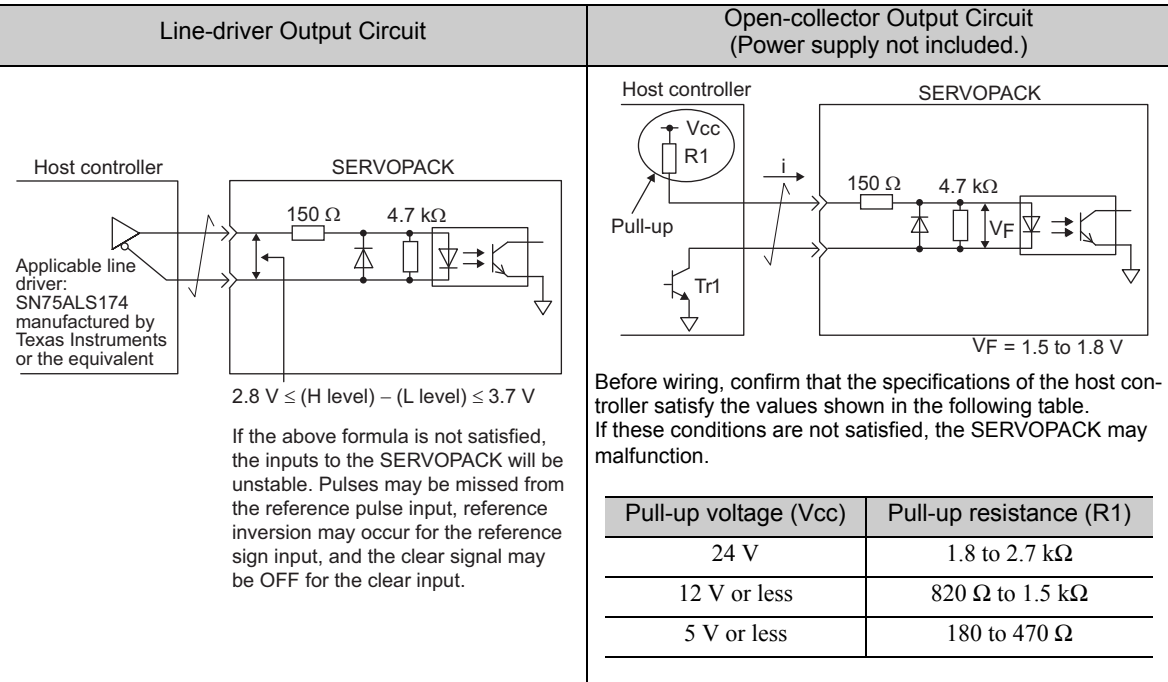 Line-driver Output Circuit
Host controller
SERVOPACK
150 Ω
4.7 kΩ
Applicable line
driver:
SN75ALS174
manufactured by
Texas Instruments
or the equivalent
2.8 V ≤ (H level) – (L level) ≤ 3.7 V
If the above formula is not satisfied,
the inputs to the SERVOPACK will be
unstable. Pulses may be missed from
the reference pulse input, reference
inversion may occur for the reference
sign input, and the clear signal may
be OFF for the clear input.
Open-collector Output Circuit
(Power supply not included.)
Host controller
SERVOPACK
Vcc
R1
i
150 Ω
4.7 kΩ
Pull-up
VF
Tr1
VF = 1.5 to 1.8 V
Before wiring, confirm that the specifications of the host con-
troller satisfy the values shown in the following table.
If these conditions are not satisfied, the SERVOPACK may
malfunction.
Pull-up voltage (Vcc) Pull-up resistance (R1)
24 V 1.8 to 2.7 kΩ
12 V or less 820 Ω to 1.5 kΩ
5 V or less 180 to 470 Ω